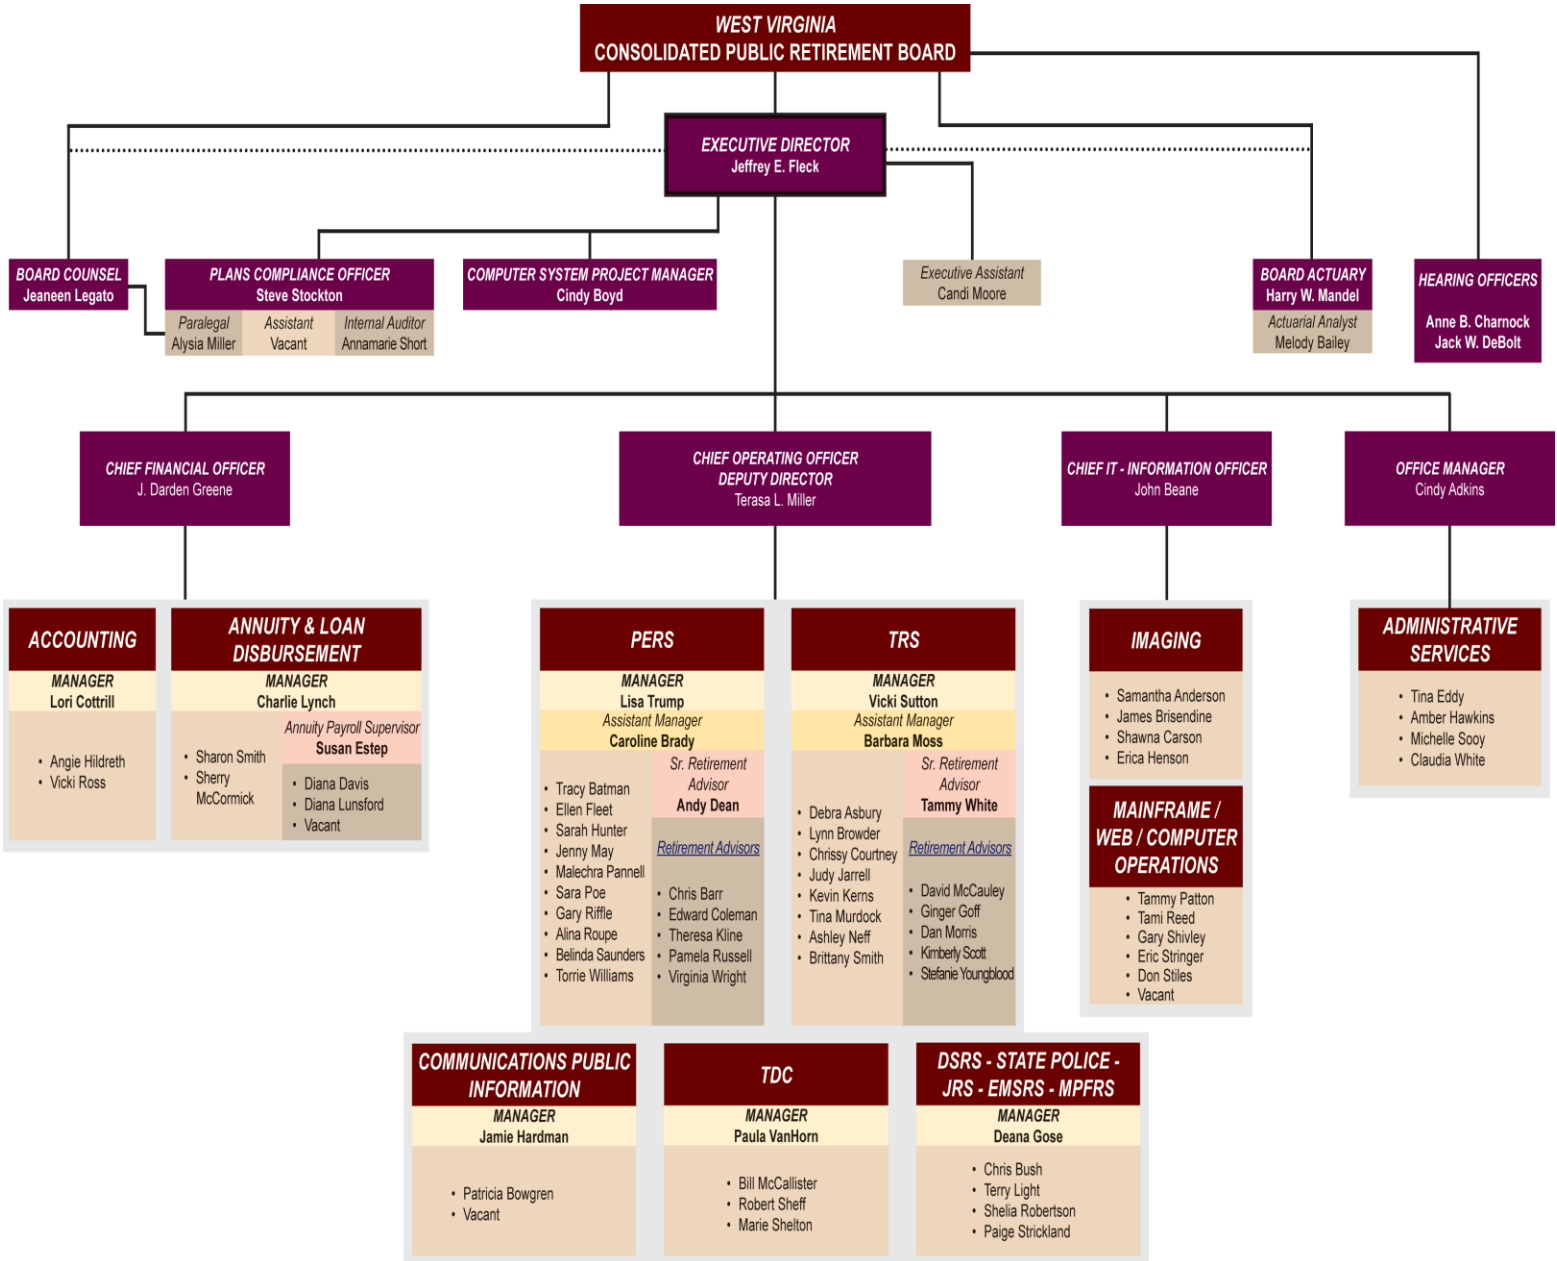 WEST VIRGINIA
CONSOLIDATED PUBLIC RETIREMENT BOARD
EXECUTIVE DIRECTOR
Jeffrey E. Fleck
BOARD COUNSEL
Jeaneen Legato
PLANS COMPLIANCE OFFICER
Steve Stockton
Paralegal
Alysia Miller
Assistant
Vacant
Internal Auditor
Annamarie Short
COMPUTER SYSTEM PROJECT MANAGER
Cindy Boyd
Executive Assistant
Candi Moore
BOARD ACTUARY
Harry W. Mandel
Actuarial Analyst
Melody Bailey
HEARING OFFICERS
Anne B. Charnock
Jack W. DeBolt
CHIEF FINANCIAL OFFICER
J. Darden Greene
CHIEF OPERATING OFFICER
DEPUTY DIRECTOR
Terasa L. Miller
CHIEF IT - INFORMATION OFFICER
John Beane
OFFICE MANAGER
Cindy Adkins
ACCOUNTING
MANAGER
Lori Cottrill
• Angie Hildreth
• Vicki Ross
ANNUITY & LOAN
DISBURSEMENT
MANAGER
Charlie Lynch
• Sharon Smith
• Sherry
McCormick
Annuity Payroll Supervisor
Susan Estep
• Diana Davis
• Diana Lunsford
• Vacant
PERS
MANAGER
Lisa Trump
Assistant Manager
Caroline Brady
• Tracy Batman
• Ellen Fleet
• Sarah Hunter
• Jenny May
• Malechra Pannell
• Sara Poe
• Gary Riffle
• Alina Roupe
• Belinda Saunders
• Torrie Williams
Sr. Retirement
Advisor
Andy Dean
Retirement Advisors
• Chris Barr
• Edward Coleman
• Theresa Kline
• Pamela Russell
• Virginia Wright
TRS
MANAGER
Vicki Sutton
Assistant Manager
Barbara Moss
• Debra Asbury
• Lynn Browder
• Chrissy Courtney
• Judy Jarrell
• Kevin Kerns
• Tina Murdock
• Ashley Neff
• Brittany Smith
Sr. Retirement
Advisor
Tammy White
Retirement Advisors
• David McCauley
• Ginger Goff
• Dan Morris
• Kimberly Scott
• Stefanie Youngblood
IMAGING
• Samantha Anderson
• James Brisendine
• Shawna Carson
• Erica Henson
MAINFRAME /
WEB / COMPUTER
OPERATIONS
• Tammy Patton
• Tami Reed
• Gary Shivley
• Eric Stringer
• Don Stiles
• Vacant
ADMINISTRATIVE
SERVICES
• Tina Eddy
• Amber Hawkins
• Michelle Sooy
• Claudia White
COMMUNICATIONS PUBLIC
INFORMATION
MANAGER
Jamie Hardman
• Patricia Bowgren
• Vacant
TDC
MANAGER
Paula VanHorn
• Bill McCallister
• Robert Sheff
• Marie Shelton
DSRS - STATE POLICE -
JRS - EMSRS - MPFRS
MANAGER
Deana Gose
• Chris Bush
• Terry Light
• Shelia Robertson
• Paige Strickland